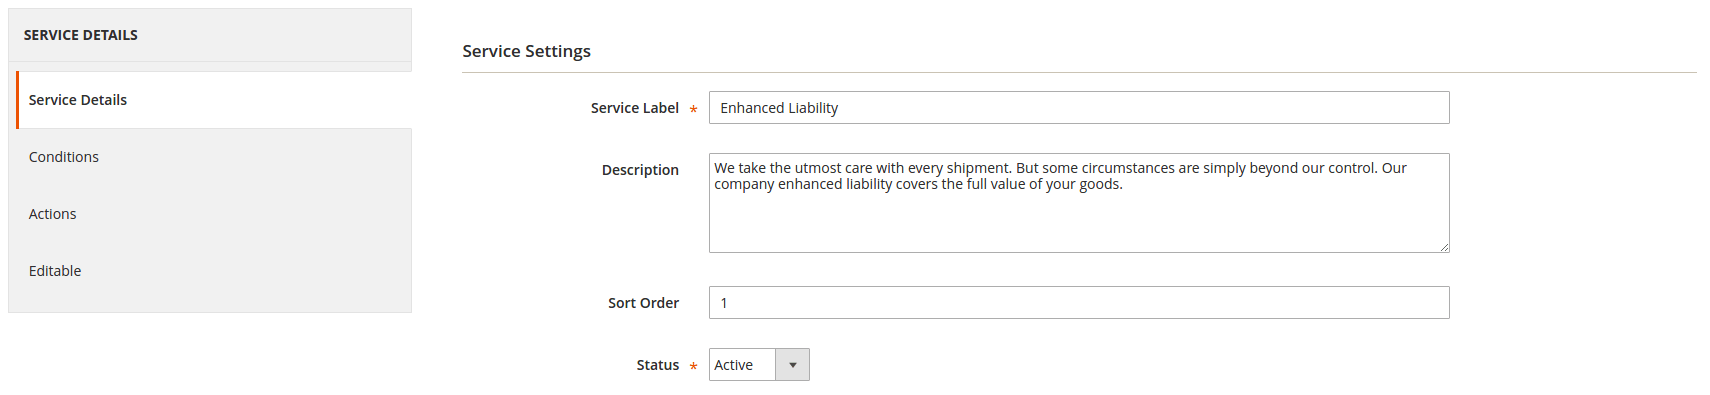 SERVICE DETAILS
Service Details
Conditions
Actions
Editable
Service Settings
Service Label *
Enhanced Liability
Description
We take the utmost care with every shipment. But some circumstances are simply beyond our control. Our
company enhanced liability covers the full value of your goods.
Sort Order
1
Status *
Active